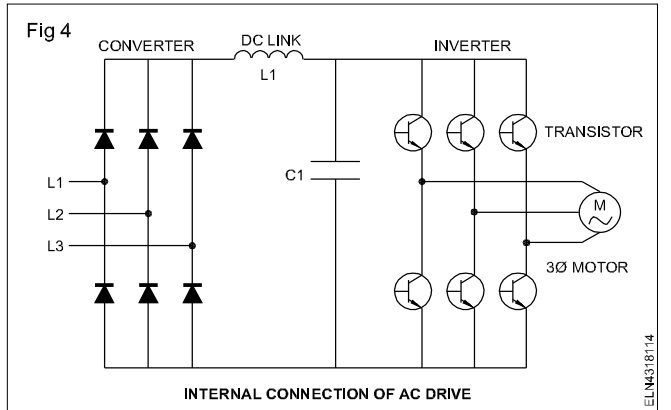 Fig 4
CONVERTER
DC LINK
L1
INVERTER
TRANSISTOR
C1
L1
L2
L3
M
3Ø MOTOR
INTERNAL CONNECTION OF AC DRIVE
ELN4318114